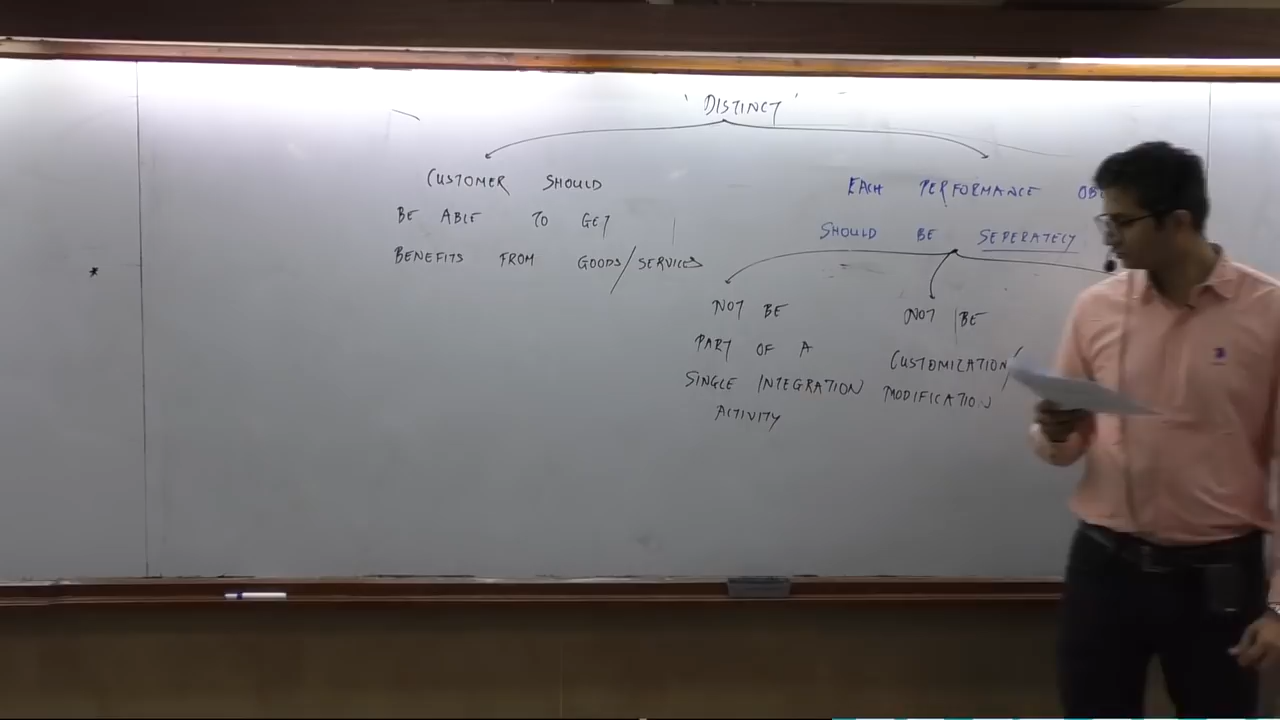 ' DISTINCT '
CUSTOMER SHOULD
BE ABLE TO GET
BENEFITS FROM GOODS/SERVICES
EACH PERFORMANCE
SHOULD BE SEPERATELY
NOT BE
PART OF A
SINGLE INTEGRATION
ACTIVITY
NOT BE
CUSTOMIZATION/
MODIFICATION